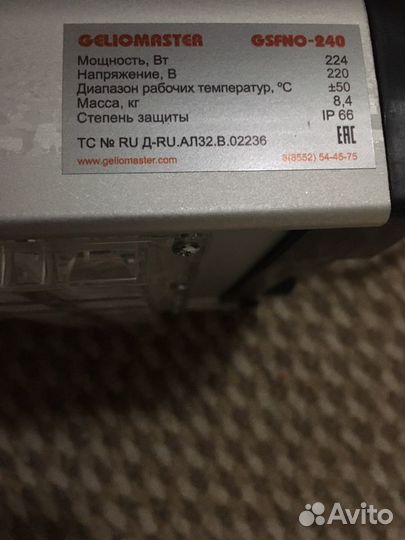 GELIOMASTER GSFNO-240
Мощность, Вт 224
Напряжение, В 220
Диапазон рабочих температур, ºС ±50
Масса, кг 8,4
Степень защиты IP 66
ТС № RU Д-RU.АЛ32.В.02236 ЕАС
www.geliomaster.com 8(8552) 54-45-75
Avito